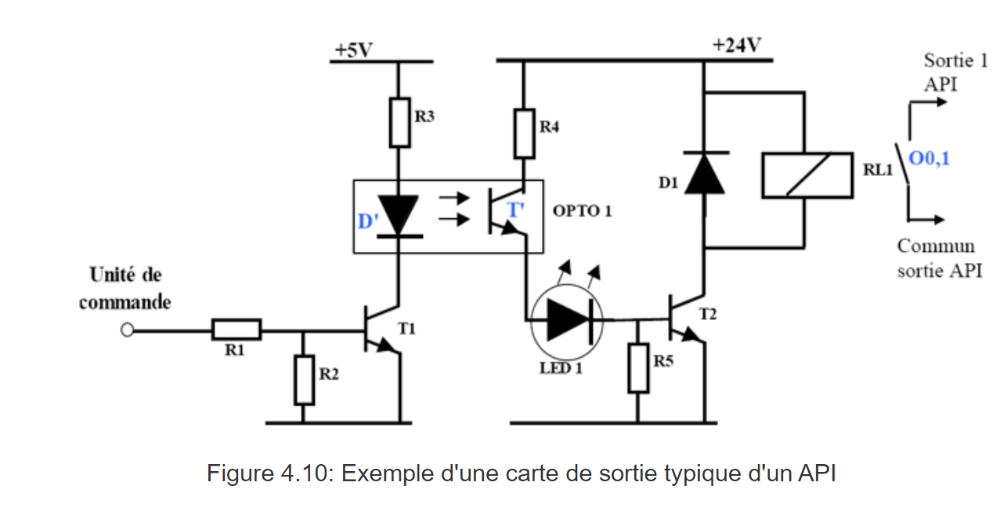 +5V
+24V
Sortie 1
API
R3
R4
O0,1
RL1
D1
D'
T'
OPTO 1
Commun
sortie API
Unité de
commande
T1
T2
R1
R2
LED 1
R5
Figure 4.10: Exemple d'une carte de sortie typique d'un API